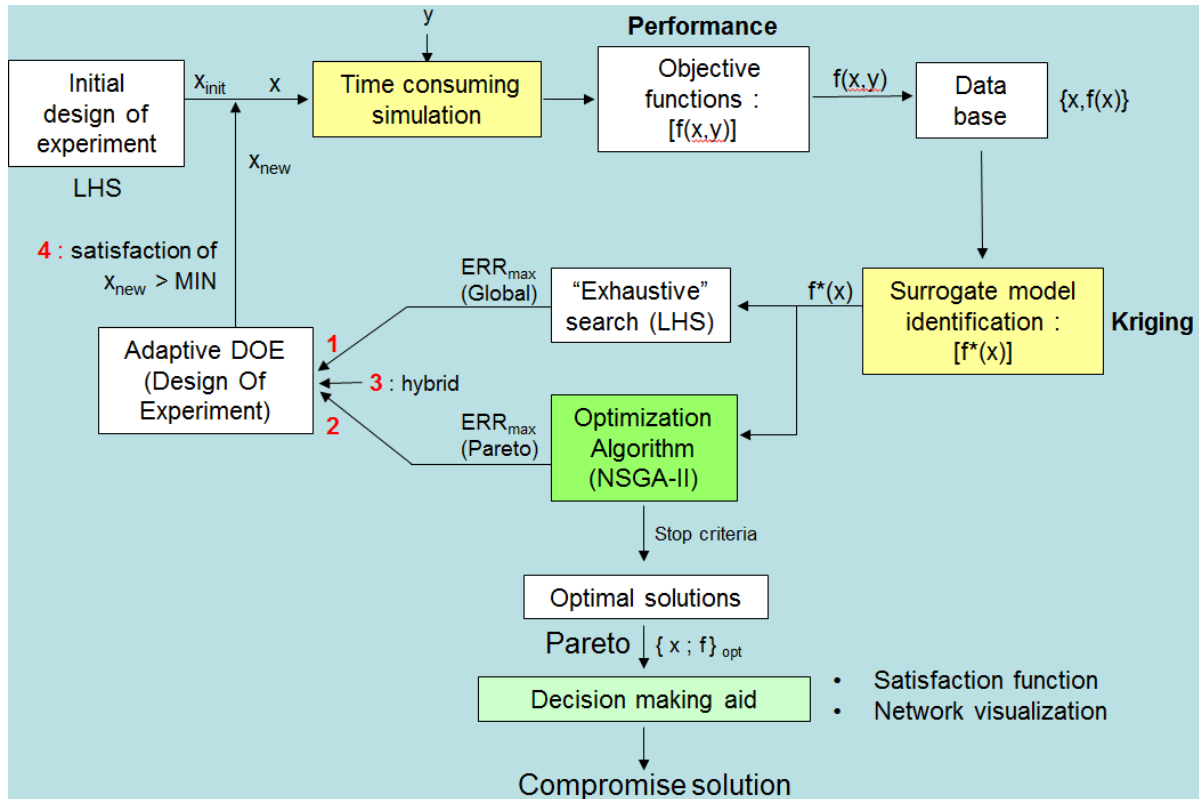 y
Performance
Initial
design of
experiment
LHS
x_init
x
Time consuming
simulation
Objective
functions :
[f(x,y)]
f(x,y)
Data
base
{x,f(x)}
x_new
4 : satisfaction of
x_new > MIN
ERR_max
(Global)
“Exhaustive”
search (LHS)
f*(x)
Surrogate model
identification :
[f*(x)]
Kriging
1
Adaptive DOE
(Design Of
Experiment)
3 : hybrid
2
ERR_max
(Pareto)
Optimization
Algorithm
(NSGA-II)
Stop criteria
Optimal solutions
Pareto
{ x ; f} opt
Decision making aid
• Satisfaction function
• Network visualization
Compromise solution